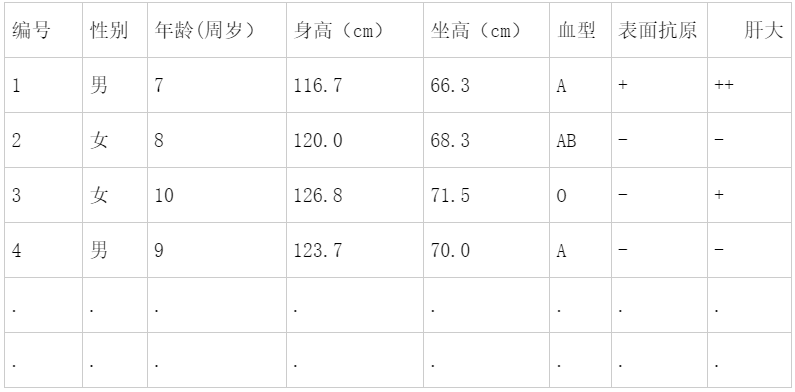 编号 性别 年龄(周岁） 身高（cm） 坐高（cm） 血型 表面抗原 肝大
1 男 7 116.7 66.3 A + ++
2 女 8 120.0 68.3 AB - -
3 女 10 126.8 71.5 O - +
4 男 9 123.7 70.0 A - -
. . . . . . . .
. . . . . . . .